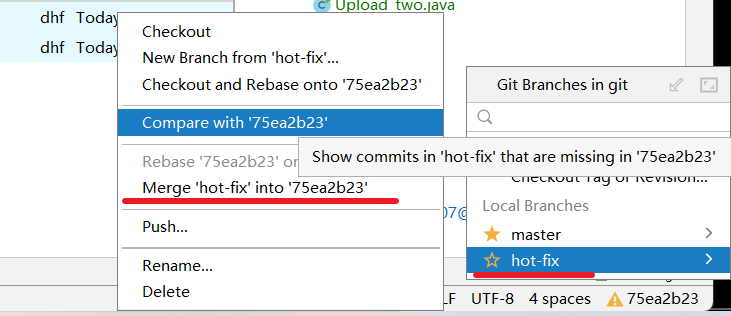 dhf Today
dhf Today
Upload_two.java
Checkout
New Branch from 'hot-fix'...
Checkout and Rebase onto '75ea2b23'
Compare with '75ea2b23'
Rebase '75ea2b23' on
Merge 'hot-fix' into '75ea2b23'
Push...
Rename...
Delete
Git Branches in git
Show commits in 'hot-fix' that are missing in '75ea2b23'
Checkout Tag or Revision...
Local Branches
07@
master
hot-fix
LF UTF-8 4 spaces 75ea2b23